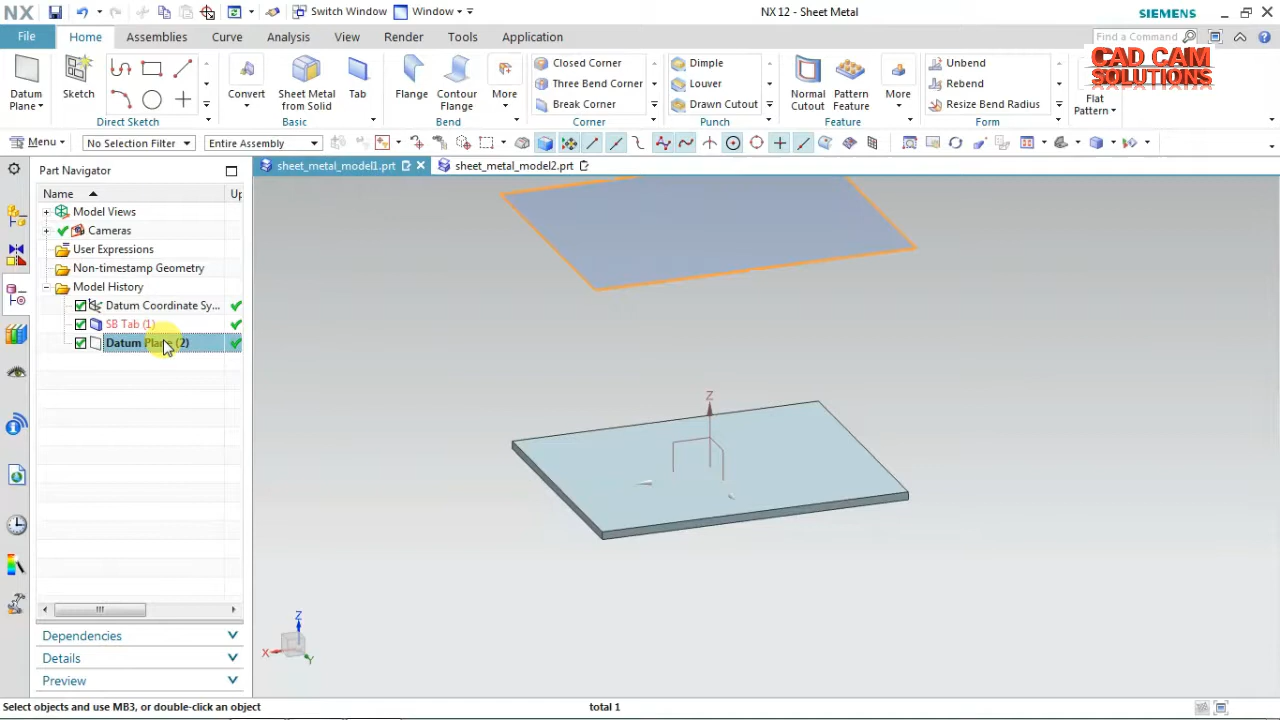 NX
Switch Window
Window
NX 12 - Sheet Metal
SIEMENS
File
Home
Assemblies
Curve
Analysis
View
Render
Tools
Application
Find a Command
CAD CAM
SOLUTIONS
Datum
Plane
Sketch
Direct Sketch
Convert
Sheet Metal
from Solid
Tab
Basic
Flange
Contour
Flange
More
Bend
Closed Corner
Three Bend Corner
Break Corner
Corner
Dimple
Louver
Drawn Cutout
Punch
Normal
Cutout
Pattern
Feature
More
Feature
Unbend
Rebend
Resize Bend Radius
Form
Flat
Pattern
Menu
No Selection Filter
Entire Assembly
Part Navigator
sheet_metal_model1.prt
sheet_metal_model2.prt
Name
Up
Model Views
Cameras
User Expressions
Non-timestamp Geometry
Model History
Datum Coordinate Sy...
SB Tab (1)
Datum Plane (2)
Z
Z
X
Y
Dependencies
Details
Preview
Select objects and use MB3, or double-click an object
total 1